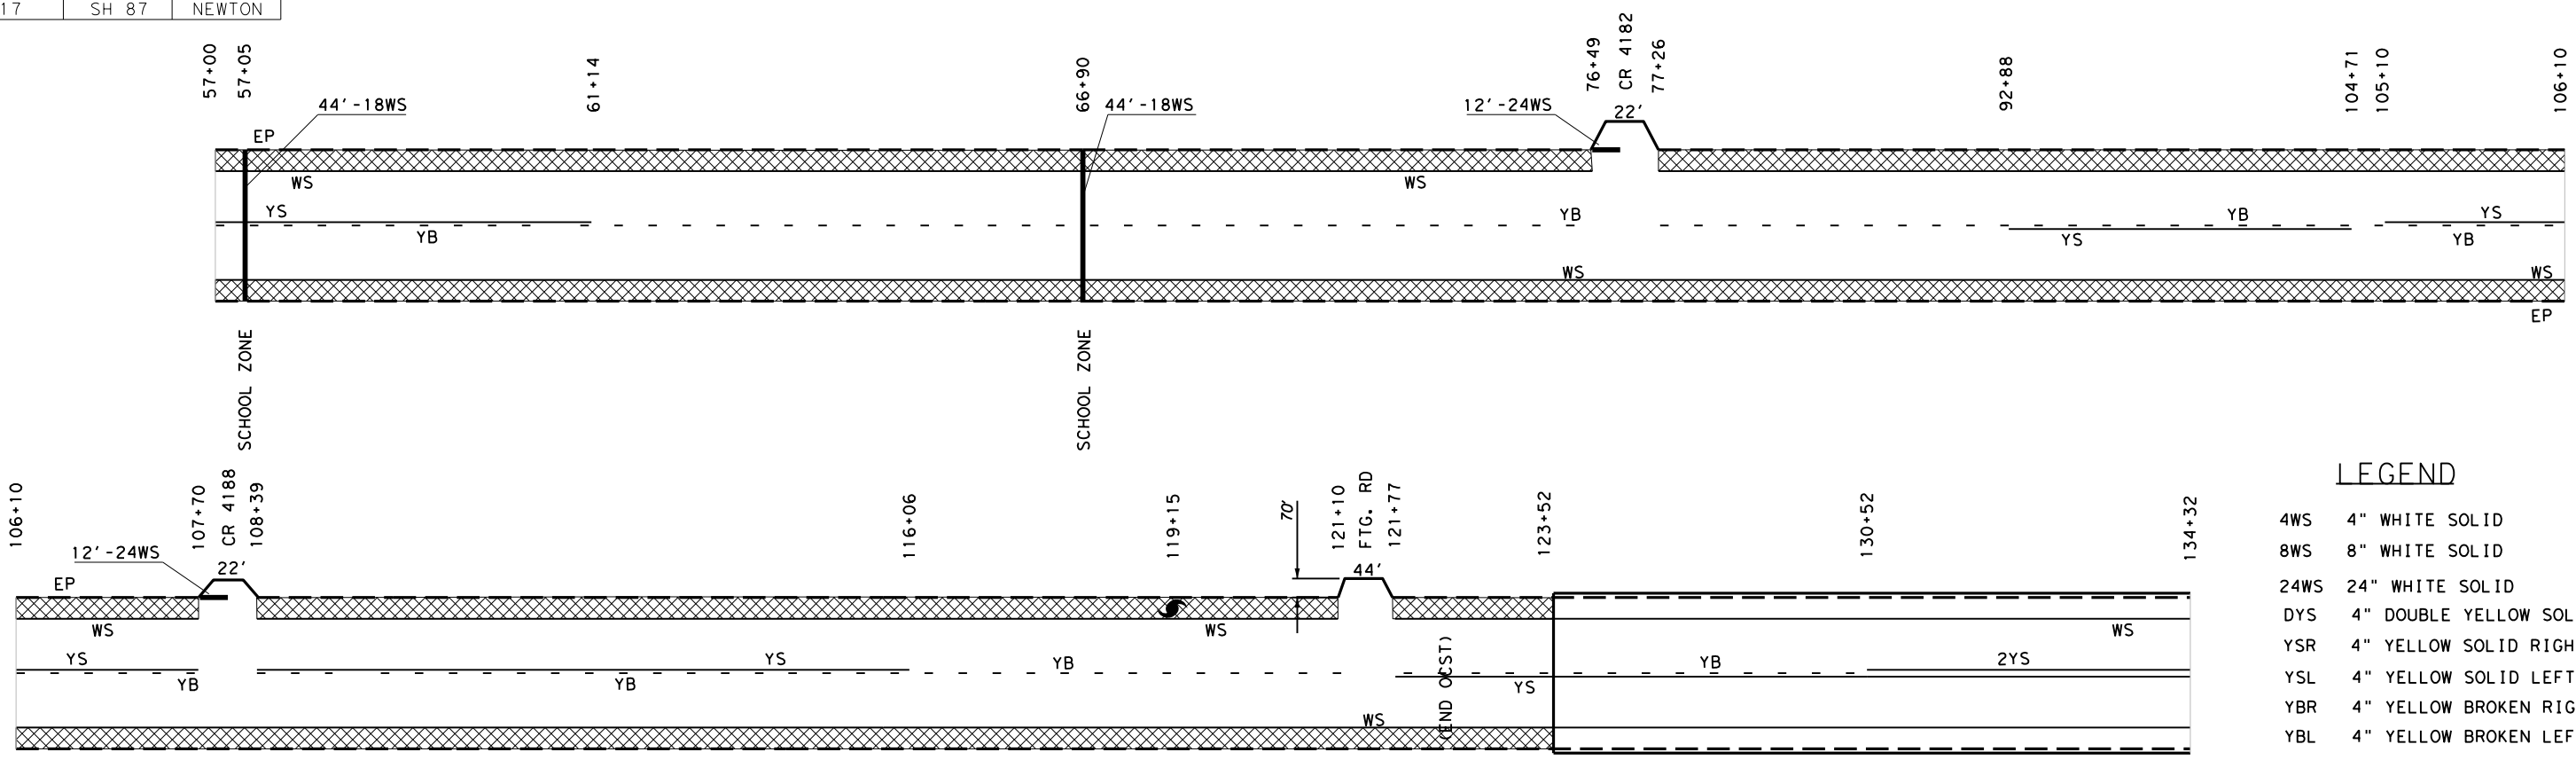 17 SH 87 NEWTON
57+00
57+05
61+14
66+90
76+49
CR 4182
77+26
92+88
104+71
105+10
106+10
44'-18WS
44'-18WS
12'-24WS
22'
EP
WS
WS
YS
YB
YB
YB
YS
YS
YB
WS
WS
EP
SCHOOL ZONE
SCHOOL ZONE
106+10
107+70
CR 4188
108+39
116+06
119+15
70'
121+10
FTG. RD
121+77
123+52
130+52
134+32
12'-24WS
22'
44'
EP
WS
WS
WS
YS
YB
YS
YB
YB
YS
YB
2YS
WS
(END OCST)
LEGEND
4WS 4" WHITE SOLID
8WS 8" WHITE SOLID
24WS 24" WHITE SOLID
DYS 4" DOUBLE YELLOW SOL
YSR 4" YELLOW SOLID RIGH
YSL 4" YELLOW SOLID LEFT
YBR 4" YELLOW BROKEN RIG
YBL 4" YELLOW BROKEN LEF